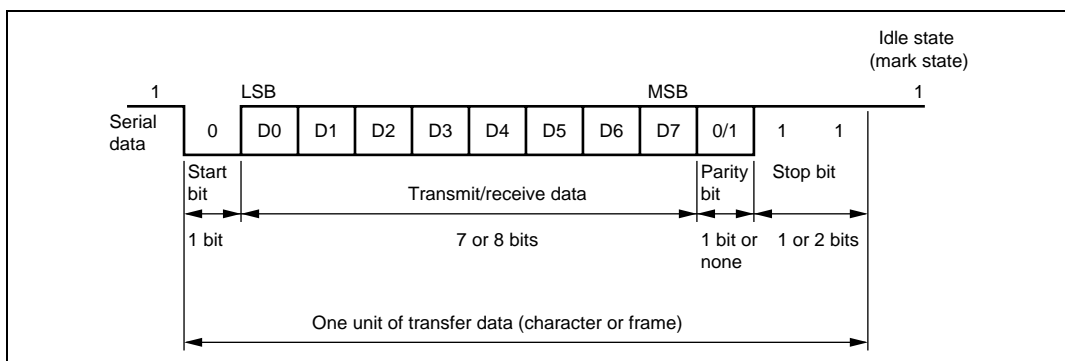 Idle state
(mark state)
1 LSB MSB 1
Serial
data
0 D0 D1 D2 D3 D4 D5 D6 D7 0/1 1 1
Start
bit
Transmit/receive data
Parity
bit
Stop bit
1 bit
7 or 8 bits
1 bit or
none
1 or 2 bits
One unit of transfer data (character or frame)